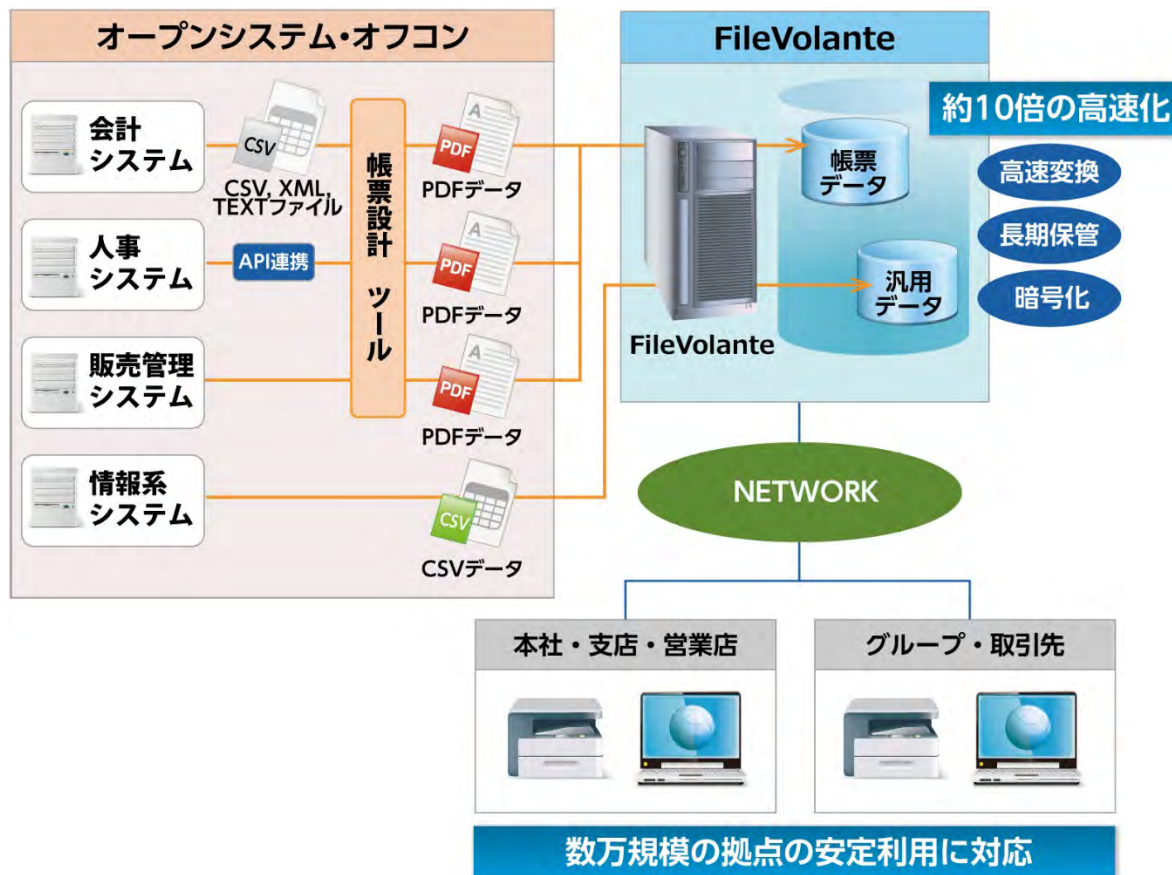 オープンシステム・オフコン
会計
システム
CSV
CSV, XML,
TEXTファイル
人事
システム
API連携
販売管理
システム
情報系
システム
帳票設計 ツール
A
PDF
PDFデータ
A
PDF
PDFデータ
A
PDF
PDFデータ
CSV
CSVデータ
FileVolante
FileVolante
帳票
データ
汎用
データ
約10倍の高速化
高速変換
長期保管
暗号化
NETWORK
本社・支店・営業店
グループ・取引先
数万規模の拠点の安定利用に対応